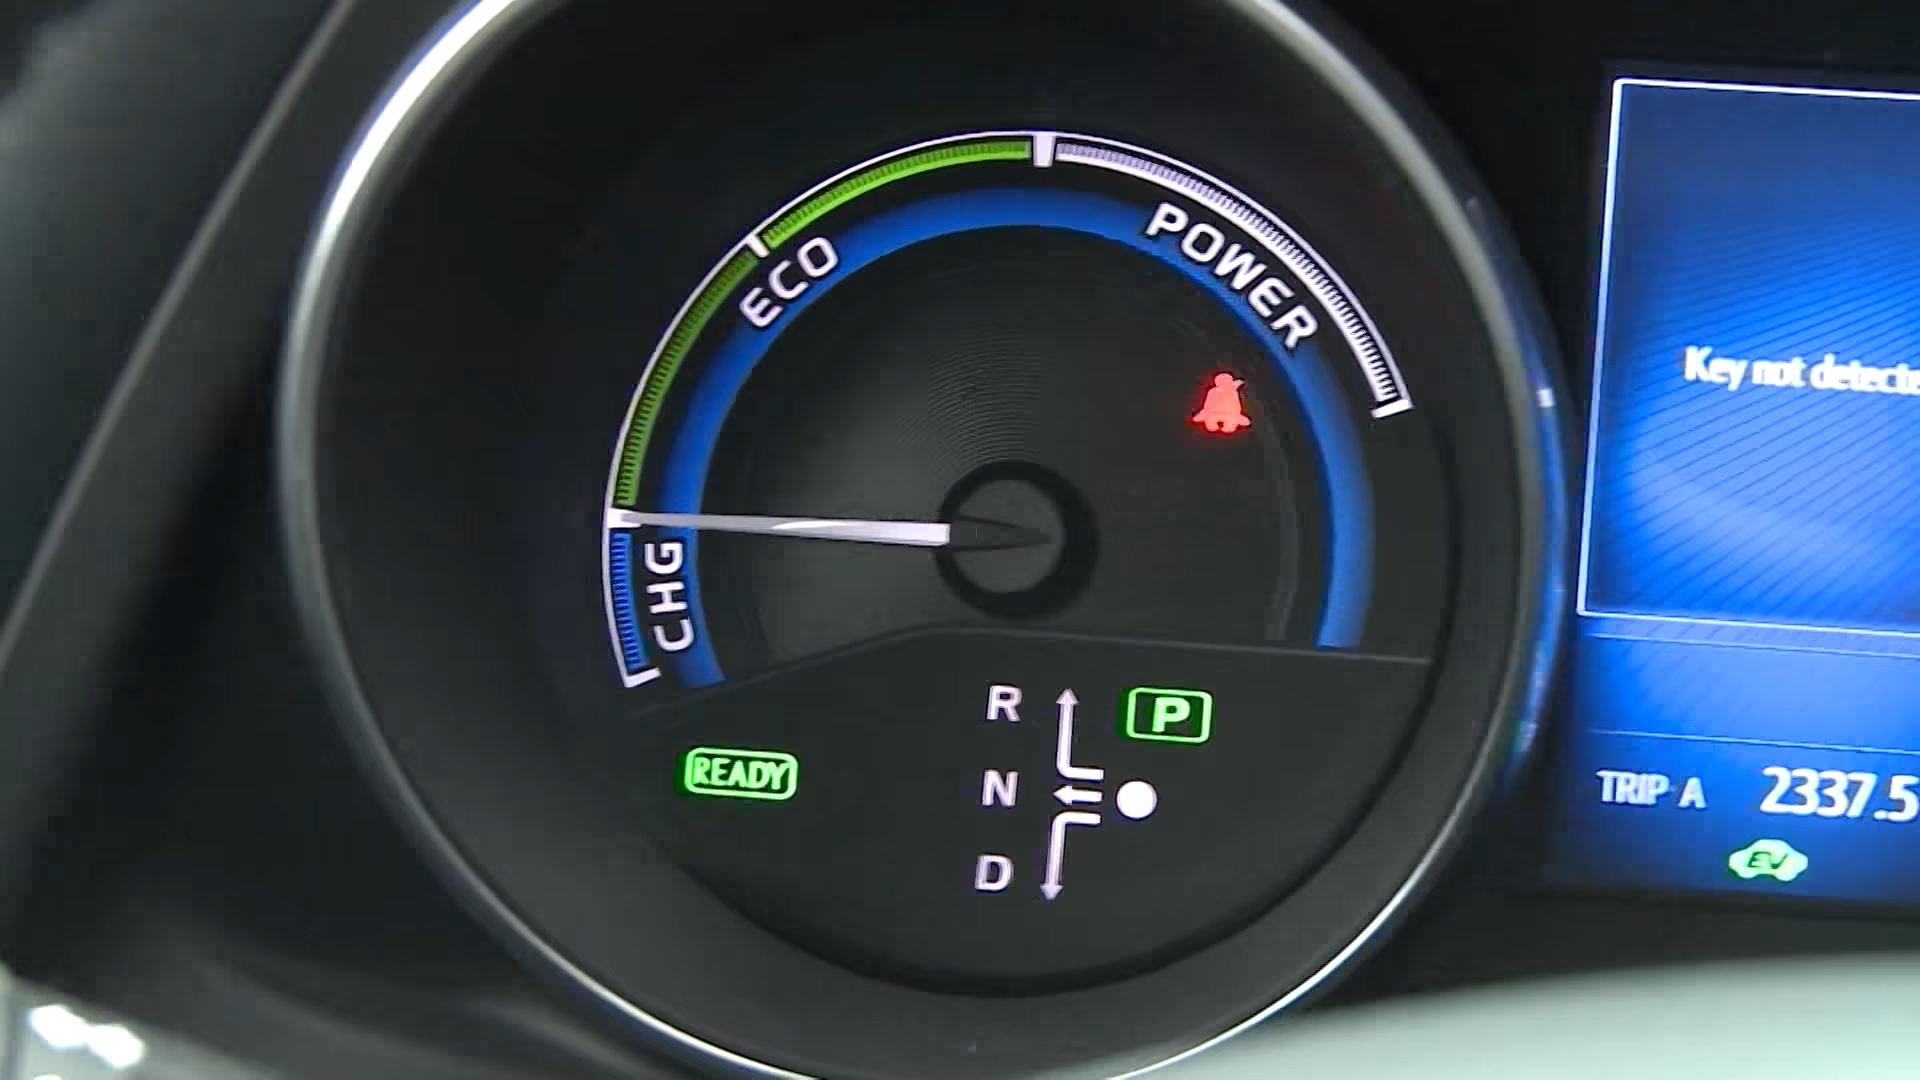 POWER
ECO
CHG
Key not detecte
R
P
READY
N
D
TRIP A 2337.5
EV